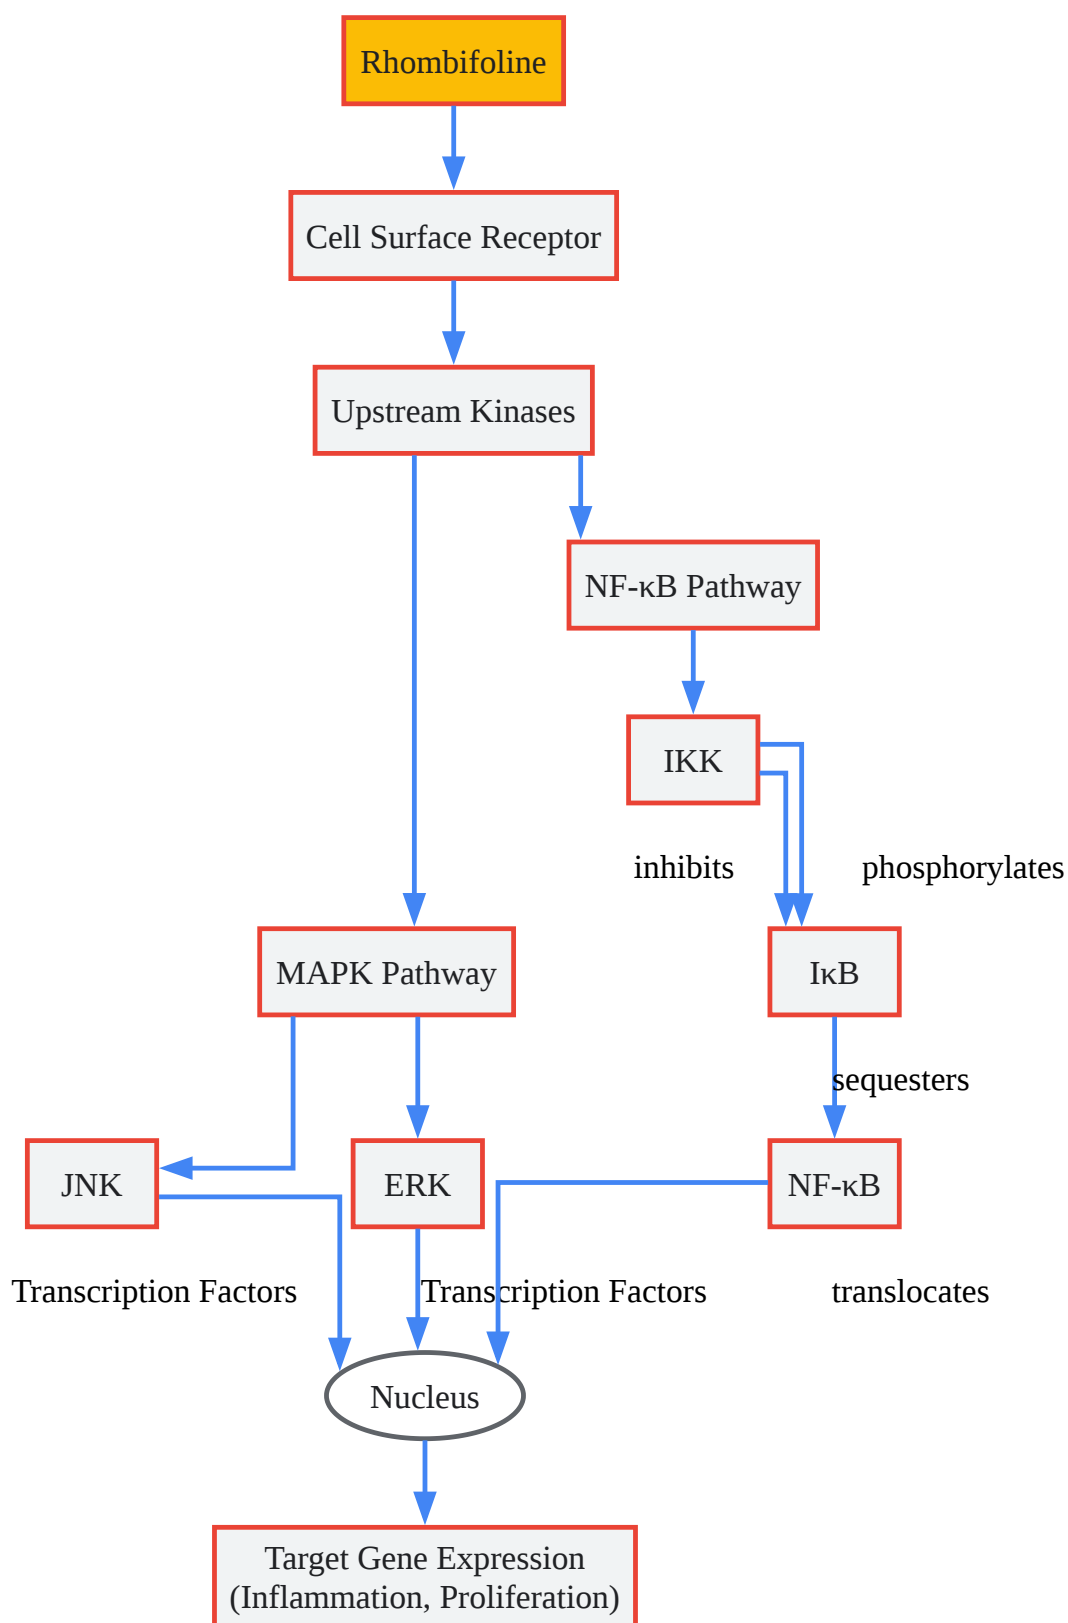 Rhombifoline
Cell Surface Receptor
Upstream Kinases
NF-κB Pathway
IKK
inhibits
phosphorylates
MAPK Pathway
IκB
sequesters
JNK
ERK
NF-κB
Transcription Factors
Transcription Factors
translocates
Nucleus
Target Gene Expression
(Inflammation, Proliferation)